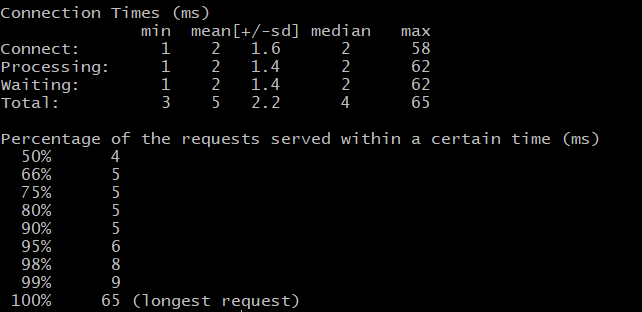 Connection Times (ms)
              min  mean[+/-sd] median   max
Connect:        1    2   1.6      2      58
Processing:     1    2   1.4      2      62
Waiting:        1    2   1.4      2      62
Total:          3    5   2.2      4      65

Percentage of the requests served within a certain time (ms)
  50%      4
  66%      5
  75%      5
  80%      5
  90%      5
  95%      6
  98%      8
  99%      9
 100%     65 (longest request)